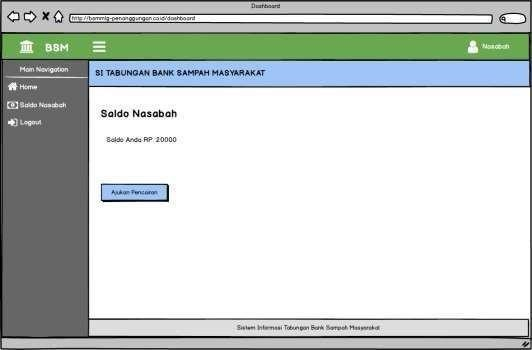 Dashboard
http://bsmmlg-penanggungan.co.id/dashboard
BSM
Nasabah
Main Navigation
SI TABUNGAN BANK SAMPAH MASYARAKAT
Home
Saldo Nasabah
Logout
Saldo Nasabah
Saldo Anda RP. 20000
Ajukan Pencairan
Sistem Informasi Tabungan Bank Sampah Masyarakat